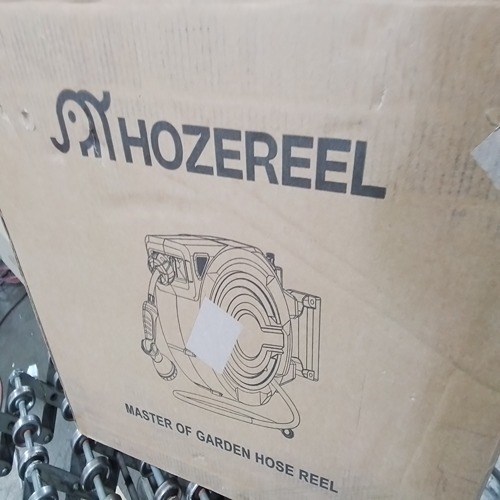 HOZEREEL
MASTER OF GARDEN HOSE REEL